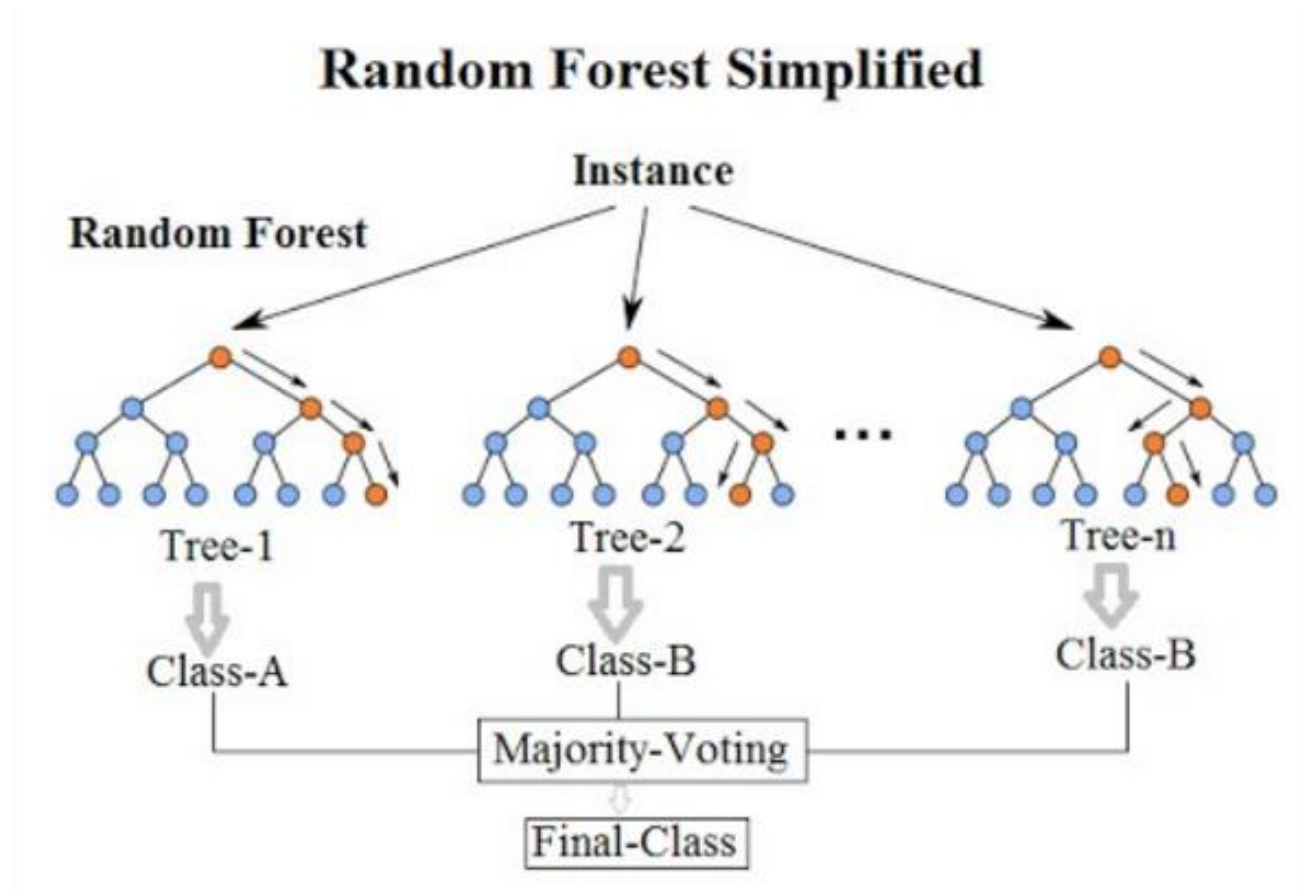 Random Forest Simplified
Instance
Random Forest
...
Tree-1
Tree-2
Tree-n
Class-A
Class-B
Class-B
Majority-Voting
Final-Class